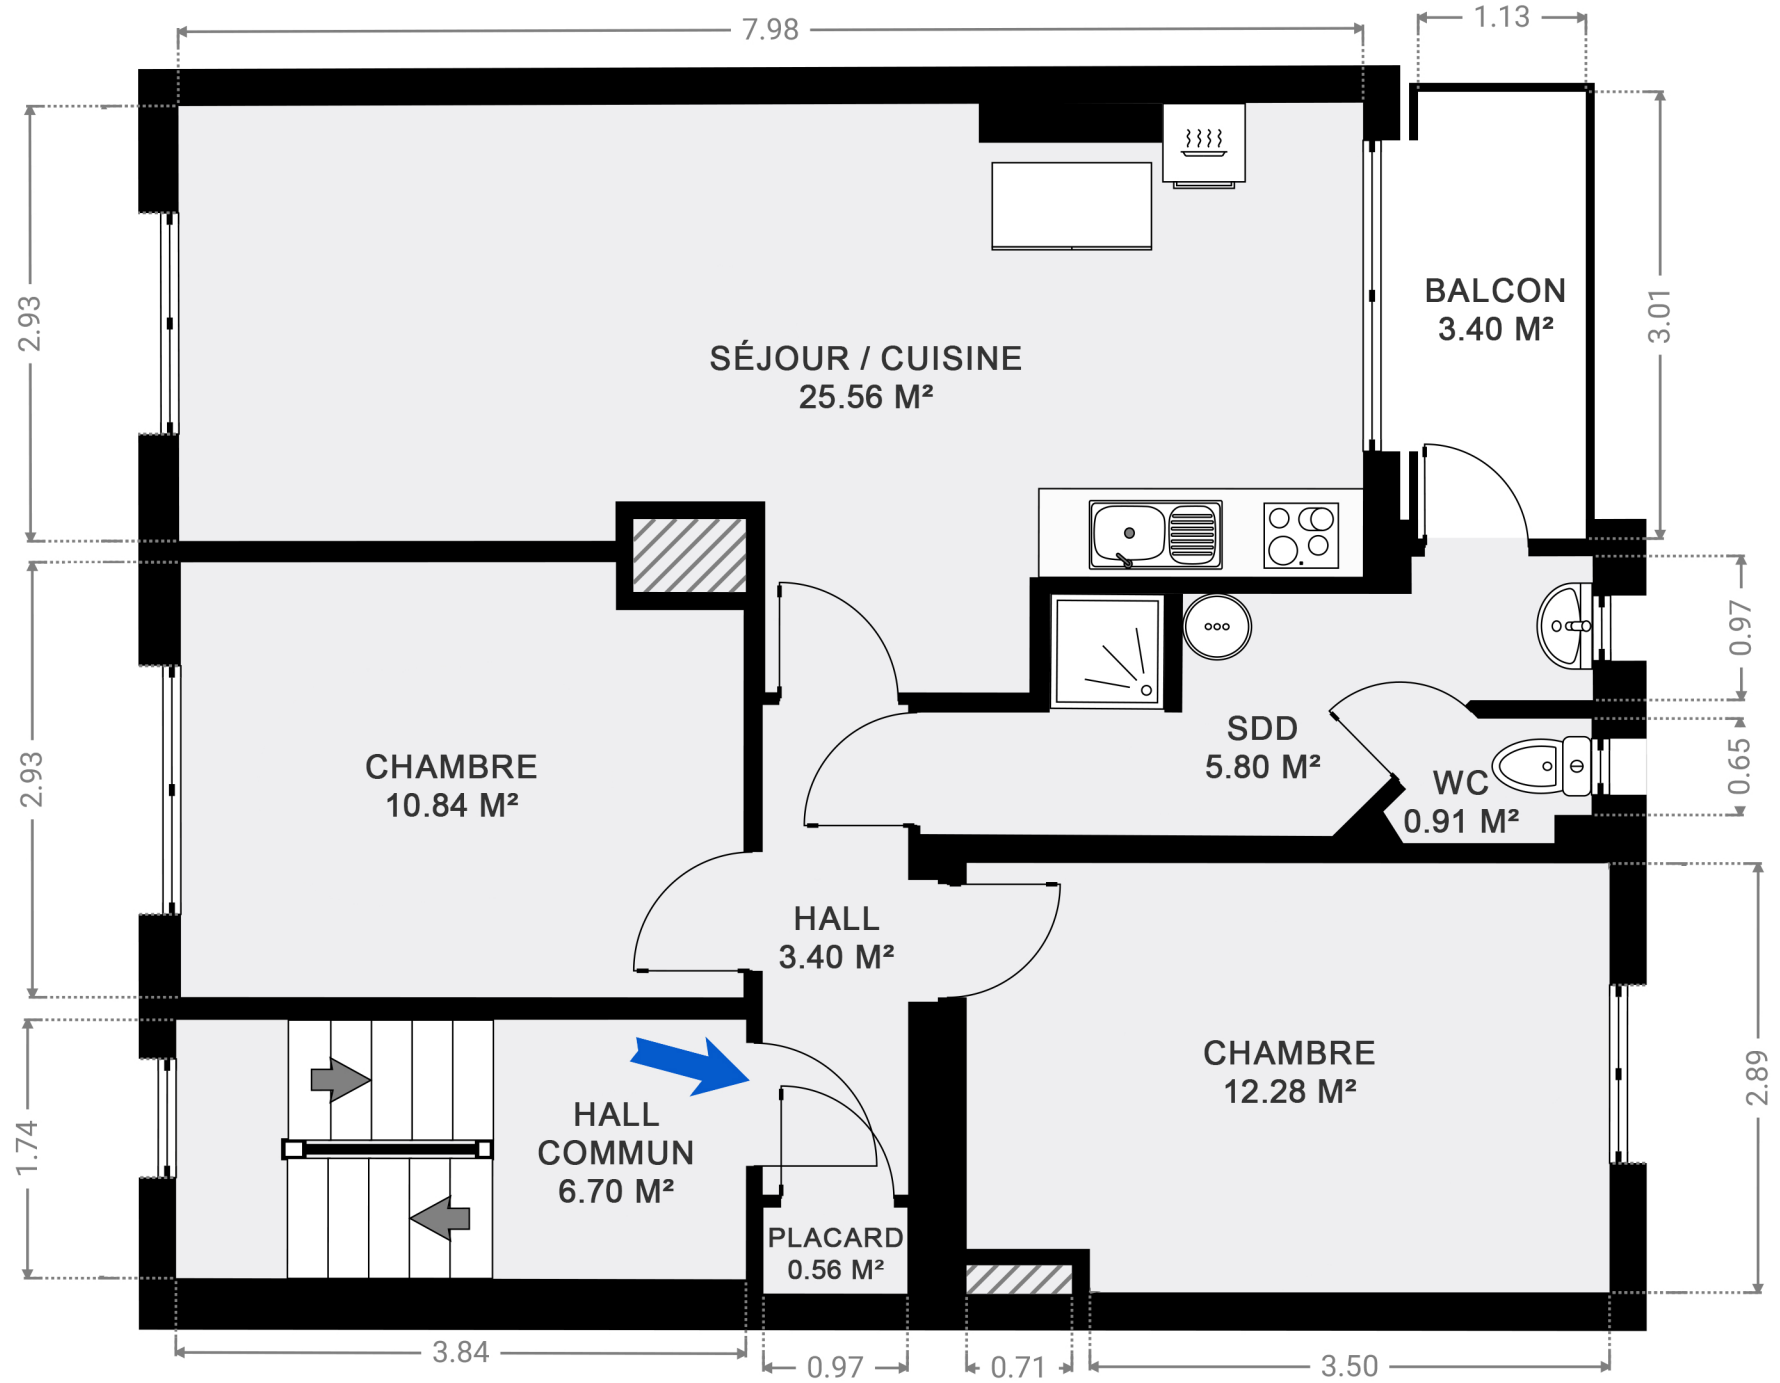 7.98
1.13
2.93
3.01
BALCON
3.40 M²
SÉJOUR / CUISINE
25.56 M²
0.97
SDD
5.80 M²
0.65
2.93
CHAMBRE
10.84 M²
WC
0.91 M²
HALL
3.40 M²
CHAMBRE
12.28 M²
2.89
1.74
HALL
COMMUN
6.70 M²
PLACARD
0.56 M²
3.84
0.97
0.71
3.50